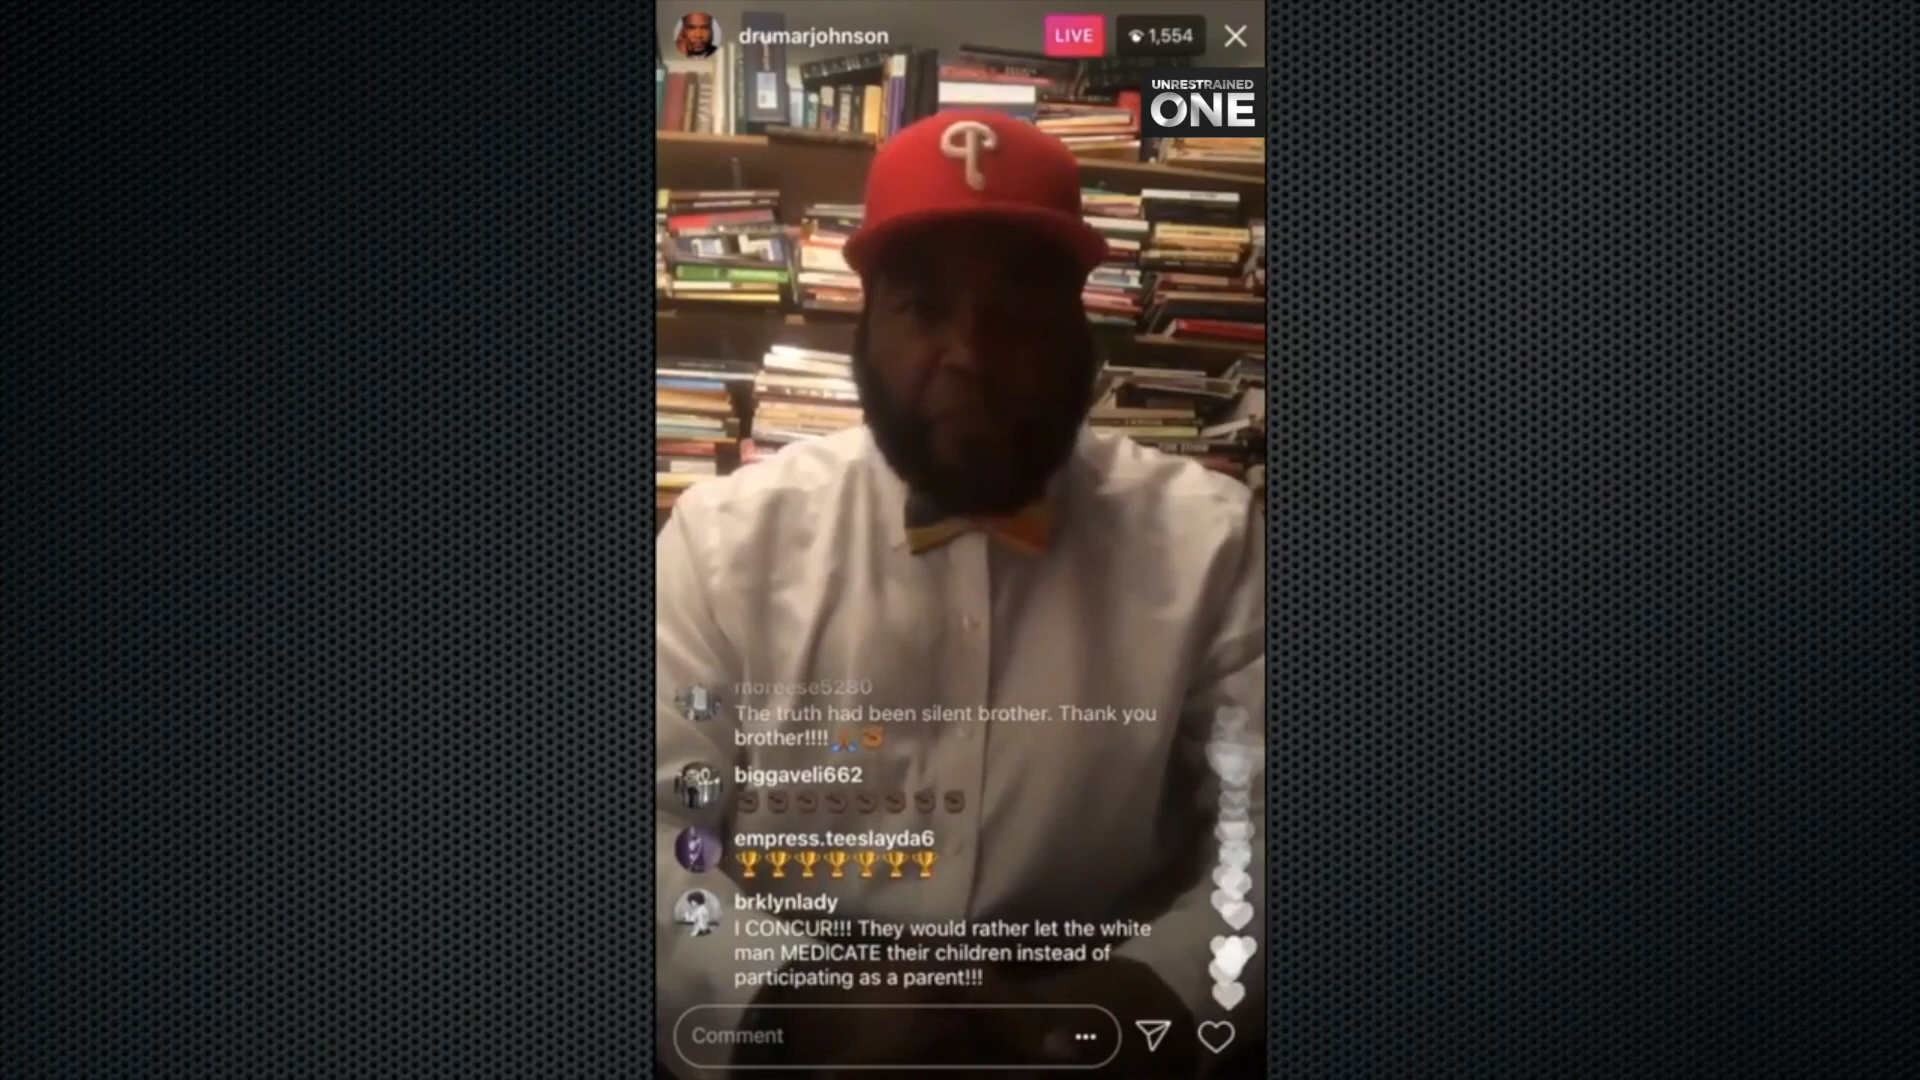 drumarjohnson
LIVE
1,554
UNRESTRAINED
ONE
P
moreese5280
The truth had been silent brother. Thank you
brother!!!!
biggaveli662
empress.teeslayda6
brklynlady
I CONCUR!!! They would rather let the white
man MEDICATE their children instead of
participating as a parent!!!
Comment